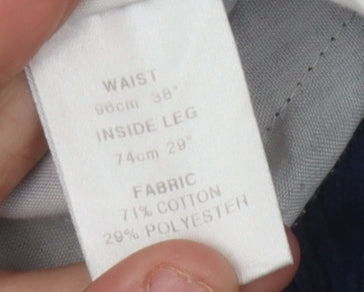 WAIST
96cm 38"
INSIDE LEG
74cm 29"
FABRIC
71% COTTON
29% POLYESTER